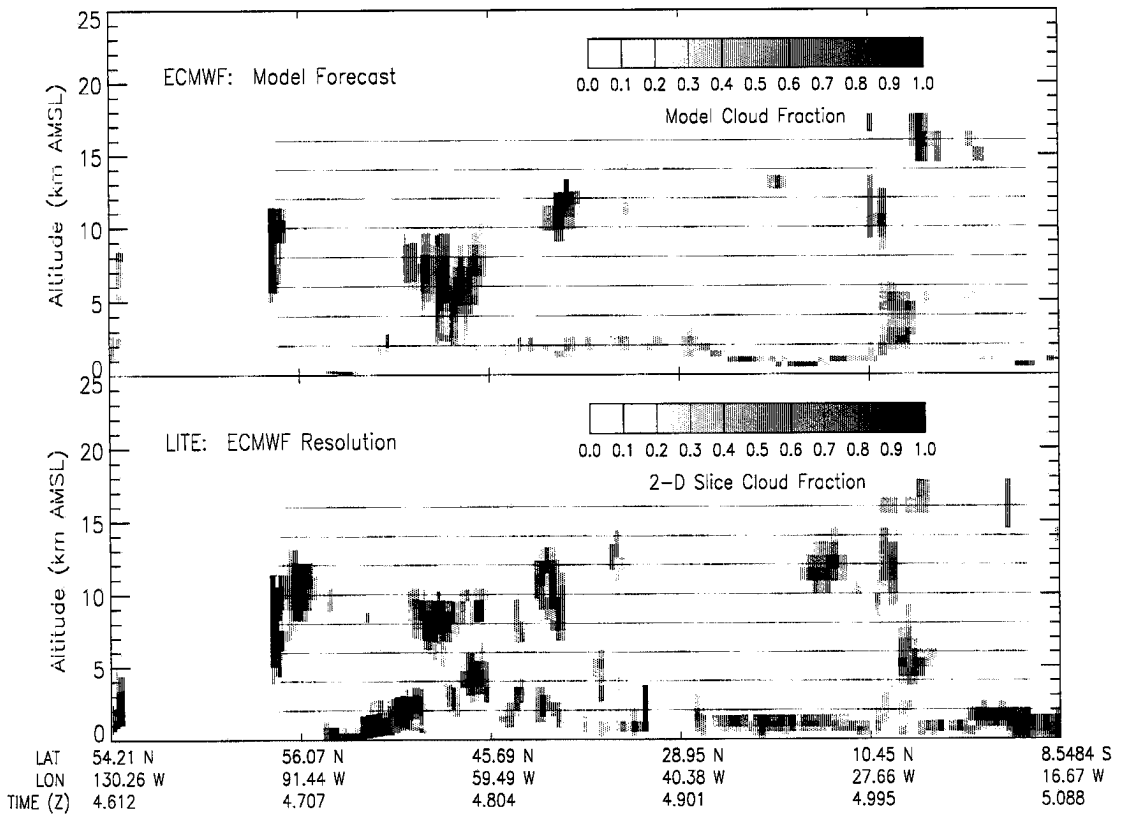 25
20
15
10
5
0
Altitude (km AMSL)
ECMWF: Model Forecast
0.0 0.1 0.2 0.3 0.4 0.5 0.6 0.7 0.8 1.0
Model Cloud Fraction
25
20
15
10
5
0
Altitude (km AMSL)
LITE: ECMWF Resolution
0.0 0.1 0.2 0.3 0.4 0.5 0.6 0.7 0.8 1.0
2-D Slice Cloud Fraction
LAT 54.21 N 56.07 N 45.69 N 28.95 N 10.45 N 8.5484 S
LON 130.26 W 91.44 W 59.49 W 40.38 W 27.66 W 16.67 W
TIME (Z) 4.612 4.707 4.804 4.901 4.995 5.088